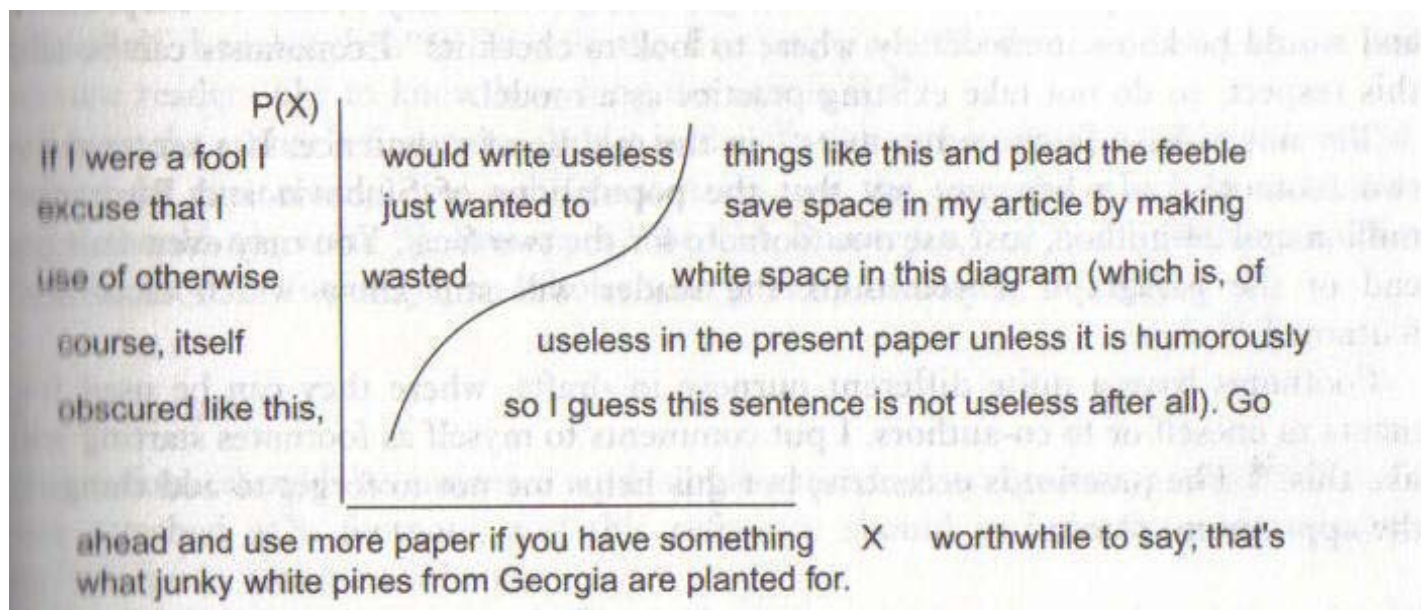 P(X)
If I were a fool I would write useless things like this and plead the feeble
excuse that I just wanted to save space in my article by making
use of otherwise wasted white space in this diagram (which is, of
course, itself useless in the present paper unless it is humorously
obscured like this, so I guess this sentence is not useless after all). Go
ahead and use more paper if you have something X worthwhile to say; that's
what junky white pines from Georgia are planted for.